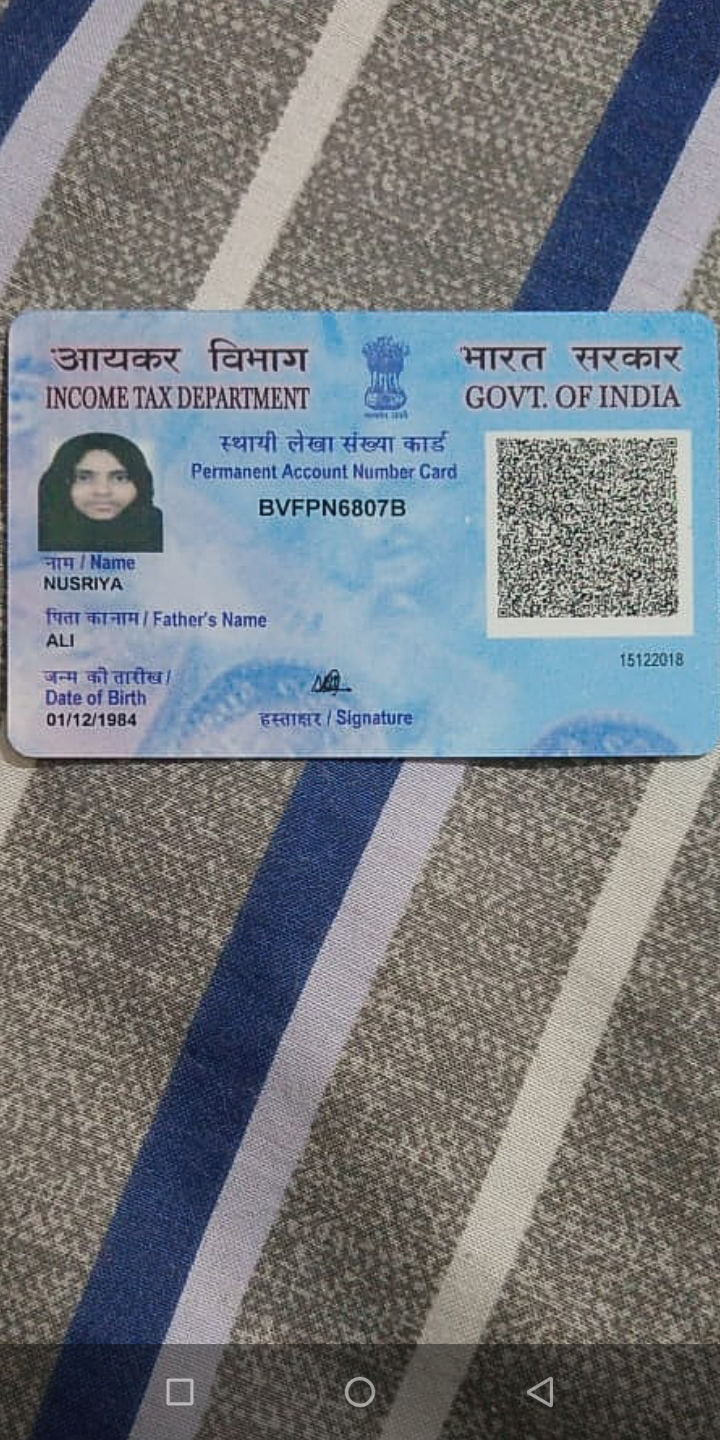 आयकर विभाग
INCOME TAX DEPARTMENT
भारत सरकार
GOVT. OF INDIA
स्थायी लेखा संख्या कार्ड
Permanent Account Number Card
BVFPN6807B
नाम / Name
NUSRIYA
पिता का नाम / Father's Name
ALI
जन्म की तारीख /
Date of Birth
01/12/1984
हस्ताक्षर / Signature
15122018